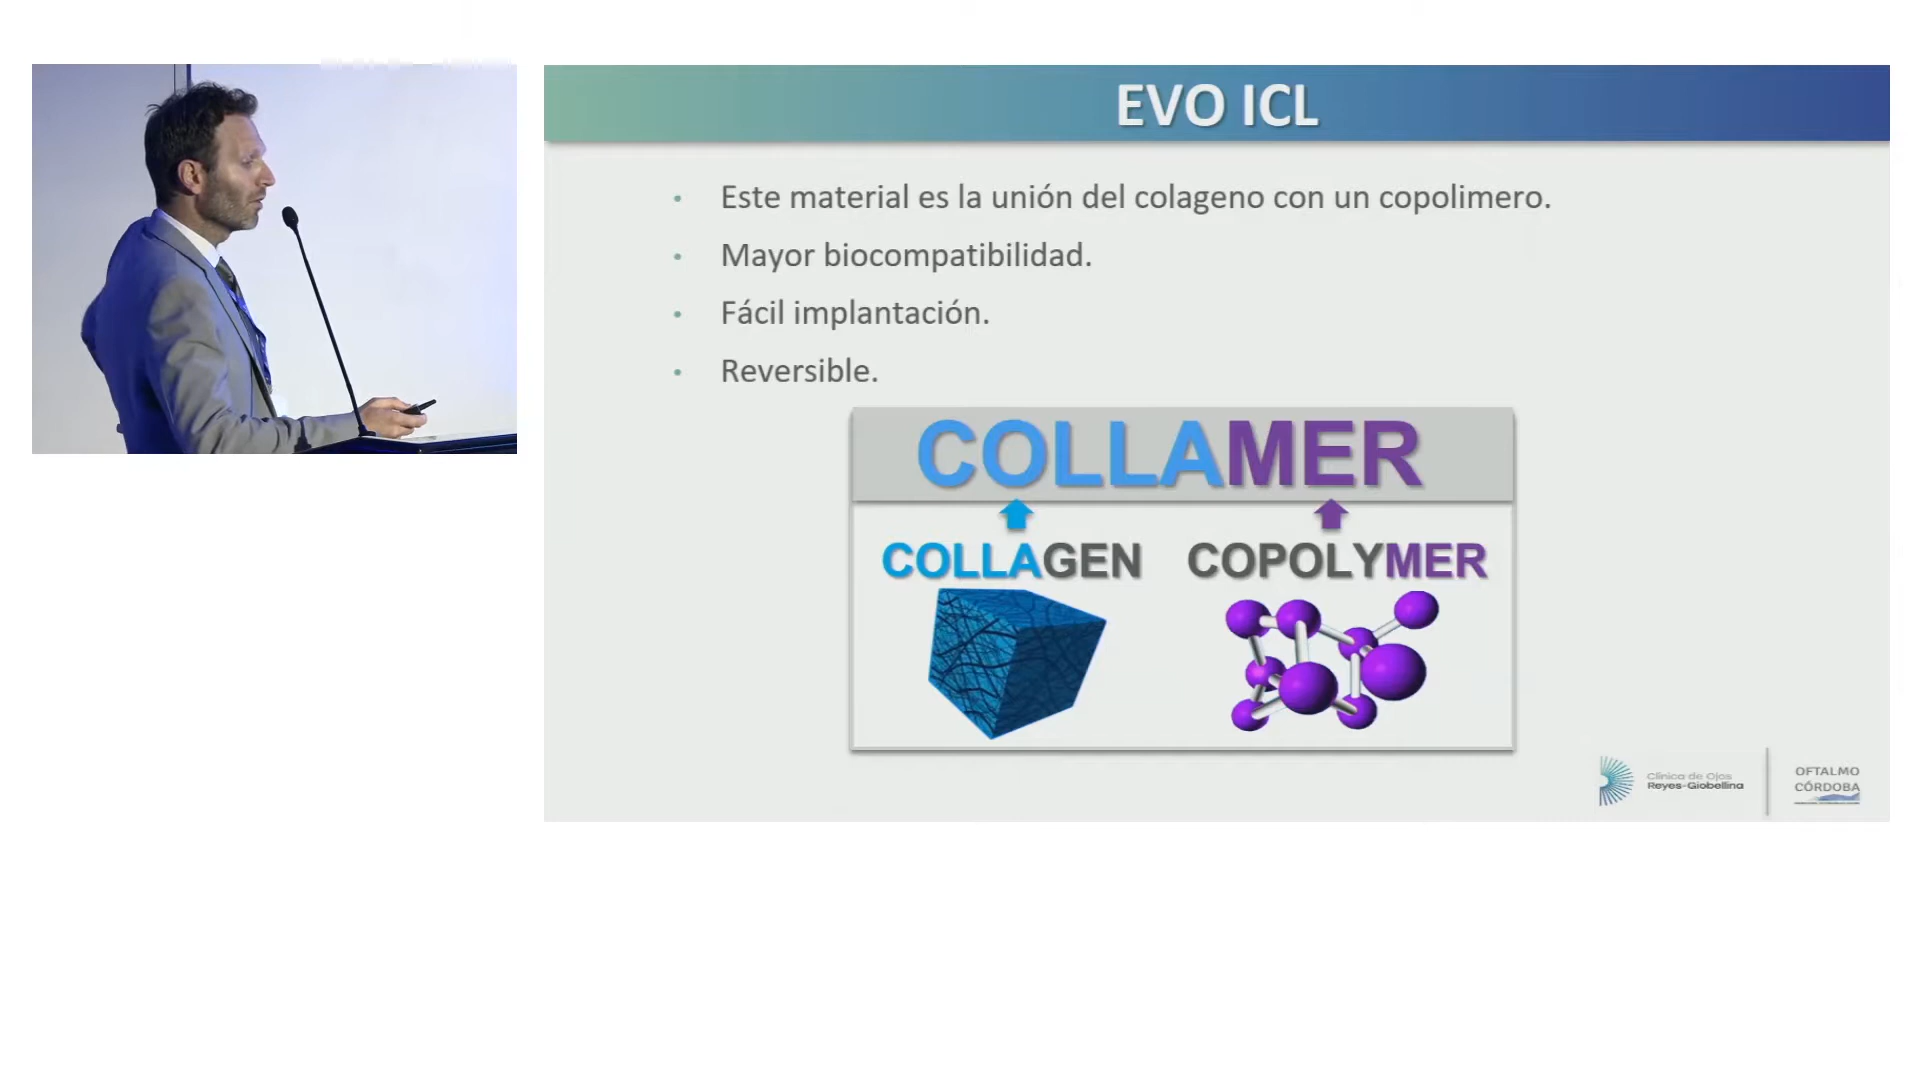 EVO ICL
• Este material es la unión del colageno con un copolimero.
• Mayor biocompatibilidad.
• Fácil implantación.
• Reversible.
COLLAMER
COLLAGEN COPOLYMER
Clínica de Ojos
Reyes-Giobellina
OFTALMO
CÓRDOBA